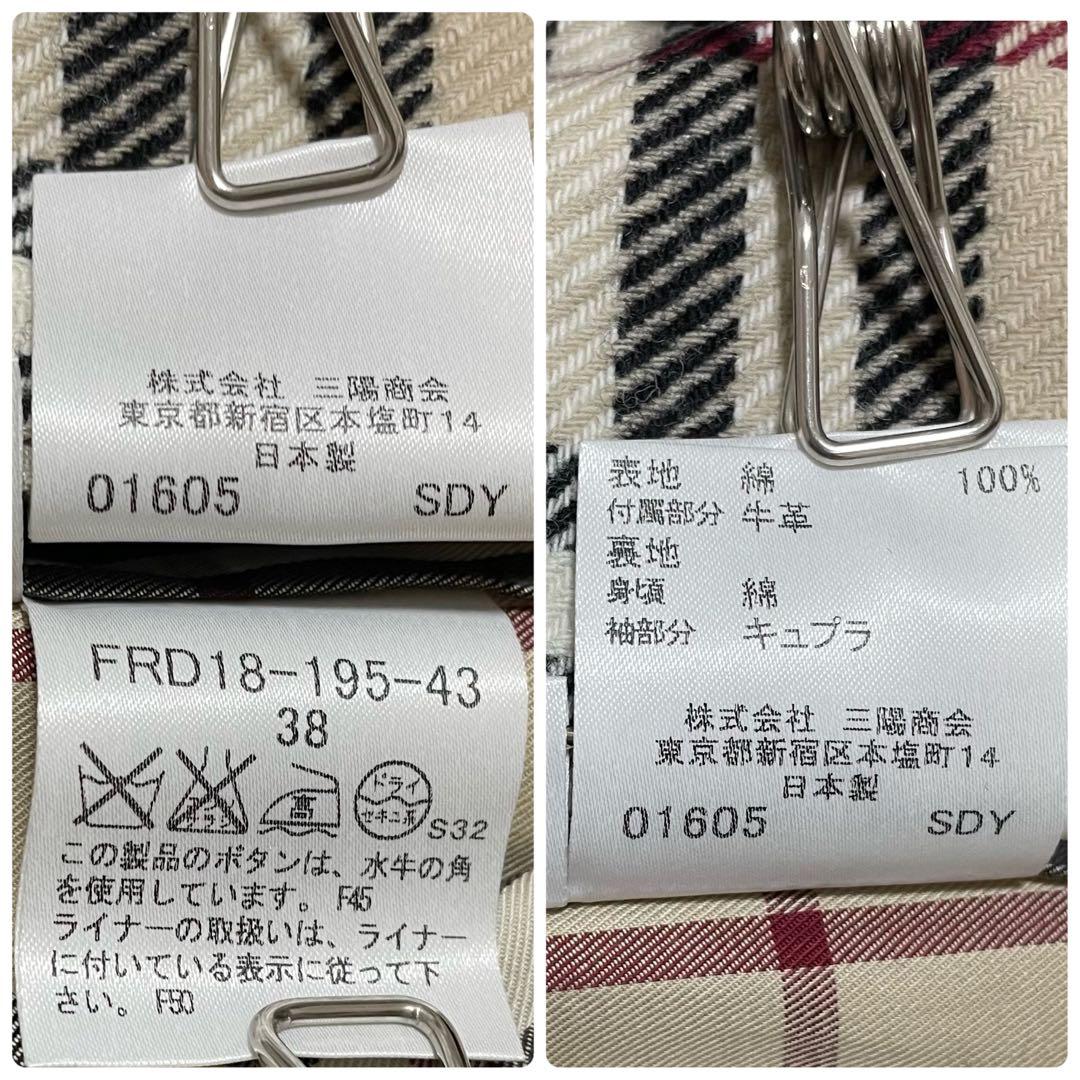 株式会社 三陽商会
東京都新宿区本塩町14
日本製
01605 SDY
FRD18-195-43
38
エンソ
サラシ
高
ドライ
セキユ系
S32
この製品のボタンは、水牛の角
を使用しています。 F45
ライナーの取扱いは、ライナー
に付いている表示に従って下
さい。 F50
表地 綿 100%
付属部分 牛革
裏地
身頃 綿
袖部分 キュプラ
株式会社 三陽商会
東京都新宿区本塩町14
日本製
01605 SDY